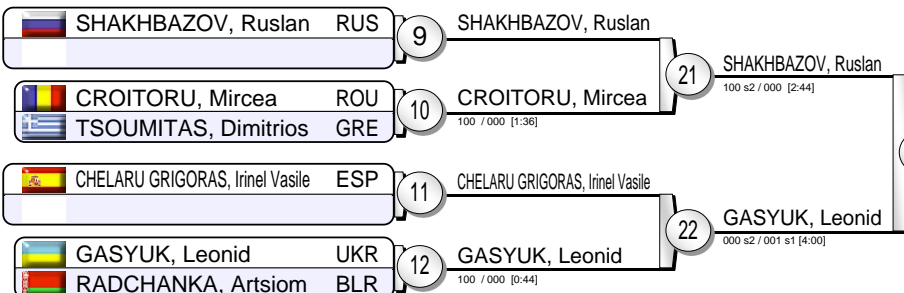 SHAKHBAZOV, Ruslan RUS
9
SHAKHBAZOV, Ruslan
CROITORU, Mircea ROU
TSOUMITAS, Dimitrios GRE
10
CROITORU, Mircea
100 / 000 [1:36]
21
SHAKHBAZOV, Ruslan
100 s2 / 000 [2:44]
CHELARU GRIGORAS, Irinel Vasile ESP
11
CHELARU GRIGORAS, Irinel Vasile
GASYUK, Leonid UKR
RADCHANKA, Artsiom BLR
12
GASYUK, Leonid
100 / 000 [0:44]
22
GASYUK, Leonid
000 s2 / 001 s1 [4:00]